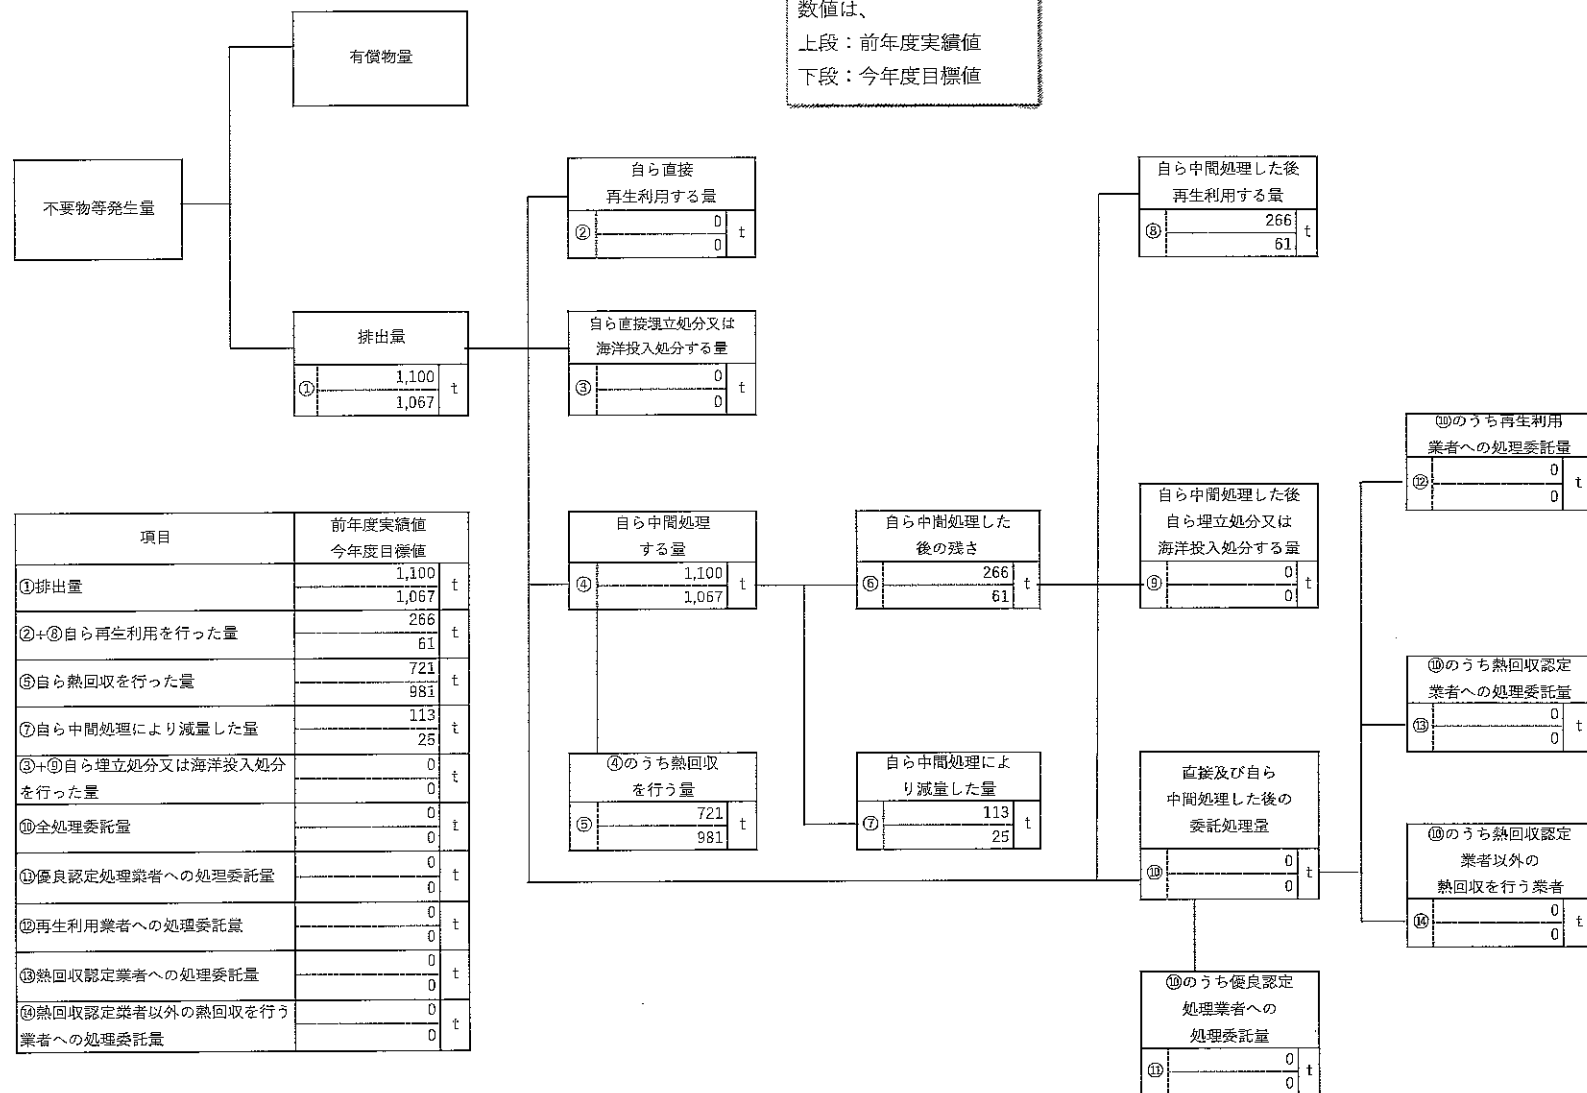 数値は、
上段：前年度実績値
下段：今年度目標値
有償物量
不要物等発生量
排出量
① 1,100 t
1,067
自ら直接
再生利用する量
② 0 t
0
自ら直接埋立処分又は
海洋投入処分する量
③ 0 t
0
自ら中間処理
する量
④ 1,100 t
1,067
④のうち熱回収
を行う量
⑤ 721 t
981
自ら中間処理した
後の残さ
⑥ 266 t
61
自ら中間処理によ
り減量した量
⑦ 113 t
25
自ら中間処理した後
再生利用する量
⑧ 266 t
61
自ら中間処理した後
自ら埋立処分又は
海洋投入処分する量
⑨ 0 t
0
直接及び自ら
中間処理した後の
委託処理量
⑩ 0 t
0
⑩のうち優良認定
処理業者への
処理委託量
⑪ 0 t
0
⑩のうち再生利用
業者への処理委託量
⑫ 0 t
0
⑩のうち熱回収認定
業者への処理委託量
⑬ 0 t
0
⑩のうち熱回収認定
業者以外の
熱回収を行う業者
⑭ 0 t
0
項目 前年度実績値
今年度目標値
①排出量 1,100 t
1,067
②+⑧自ら再生利用を行った量 266 t
61
⑤自ら熱回収を行った量 721 t
981
⑦自ら中間処理により減量した量 113 t
25
③+⑨自ら埋立処分又は海洋投入処分 0 t
を行った量 0
⑩全処理委託量 0 t
0
⑪優良認定処理業者への処理委託量 0 t
0
⑫再生利用業者への処理委託量 0 t
0
⑬熱回収認定業者への処理委託量 0 t
0
⑭熱回収認定業者以外の熱回収を行う 0 t
業者への処理委託量 0